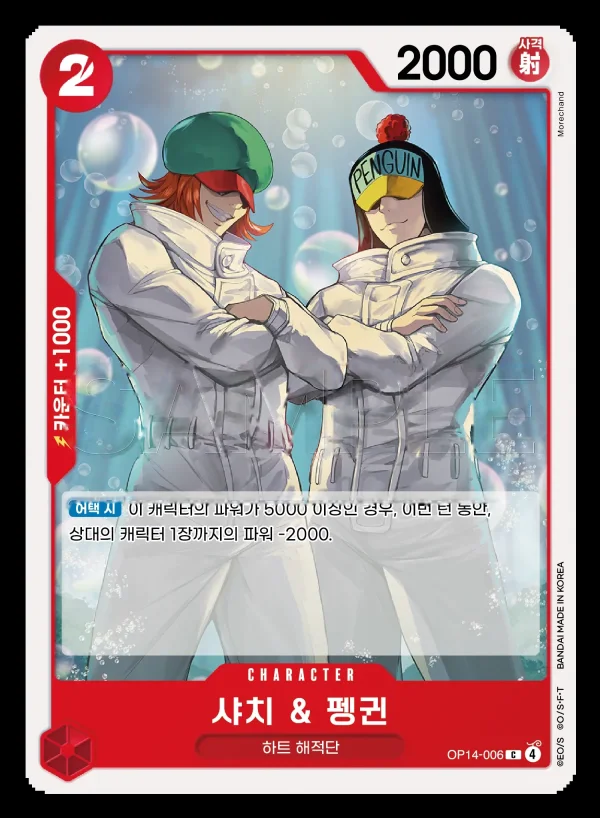 2
2000
사격
射
Morechand
PENGUIN
카운터 +1000
SAMPLE
어택 시 이 캐릭터의 파워가 5000 이상인 경우, 이번 턴 동안,
상대의 캐릭터 1장까지의 파워 -2000.
CHARACTER
샤치 & 펭귄
하트 해적단
OP14-006 C 4
©EO/S ©O/S·F·T BANDAI MADE IN KOREA